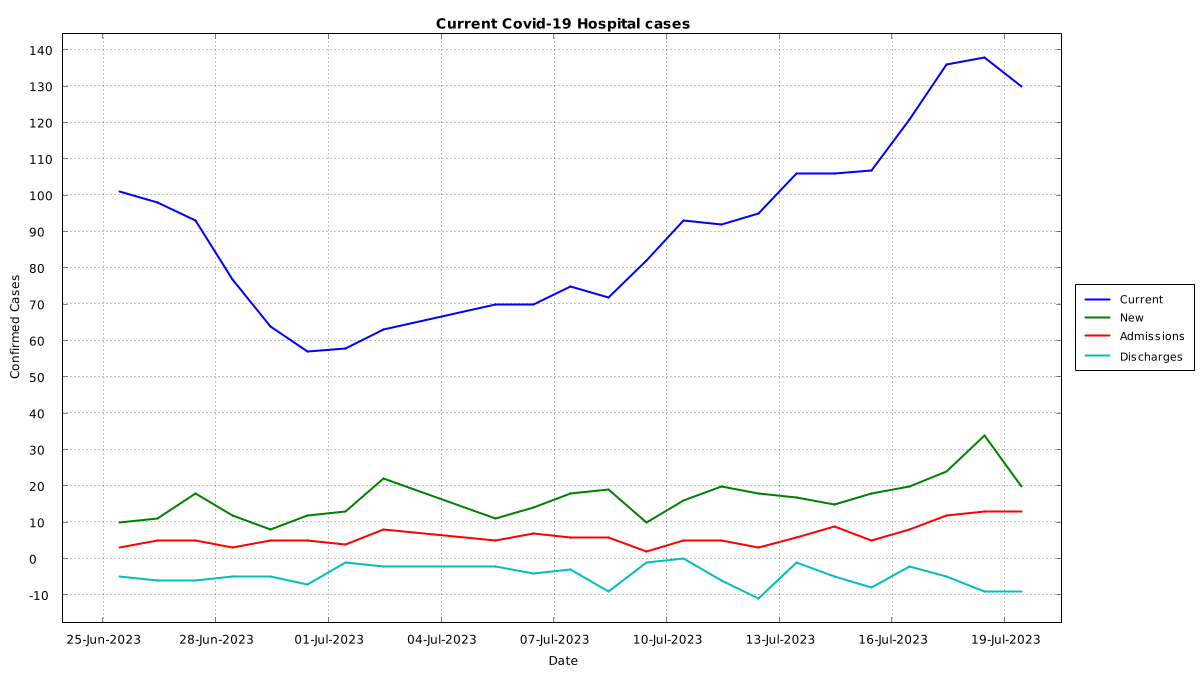 Current Covid-19 Hospital cases
140
130
120
110
100
90
80
70
60
50
40
30
20
10
0
-10
Confirmed Cases
25-Jun-2023 28-Jun-2023 01-Jul-2023 04-Jul-2023 07-Jul-2023 10-Jul-2023 13-Jul-2023 16-Jul-2023 19-Jul-2023
Date
Current
New
Admissions
Discharges